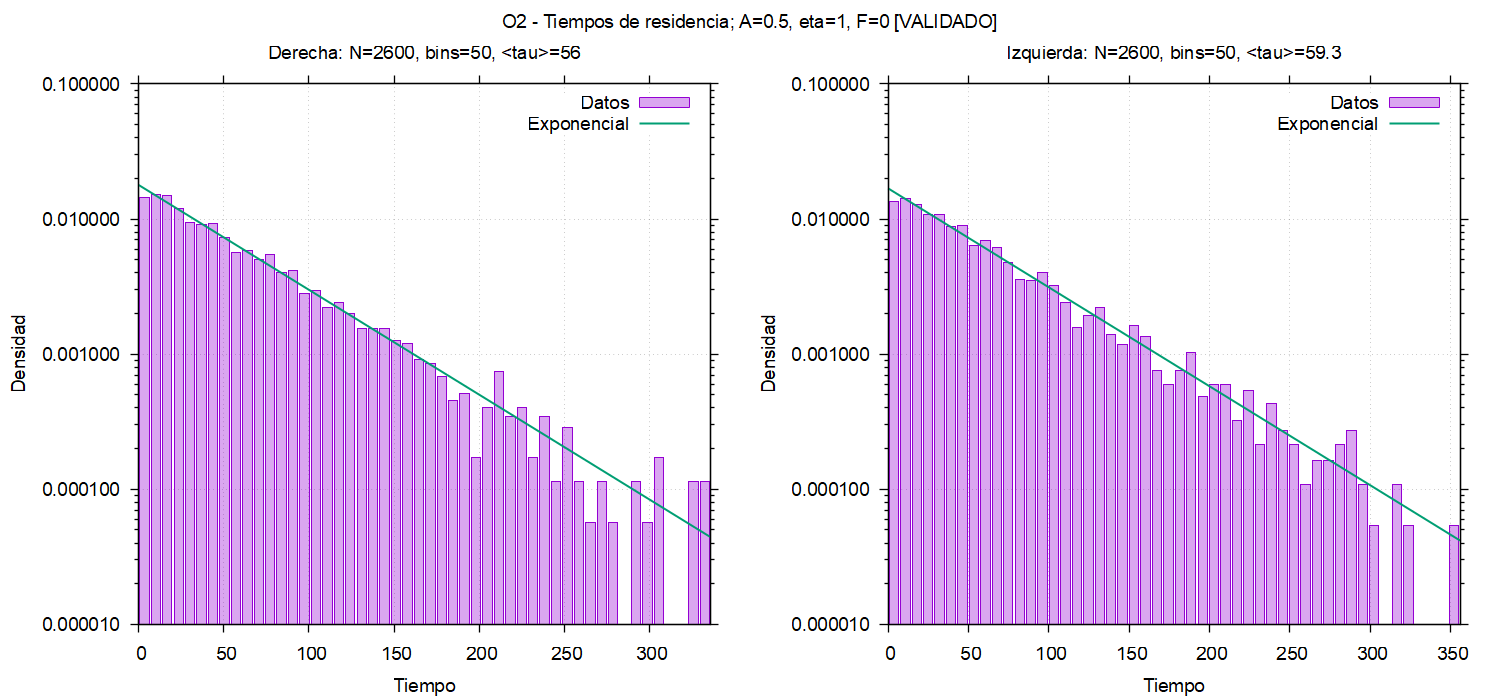 O2 - Tiempos de residencia; A=0.5, eta=1, F=0 [VALIDADO]
Derecha: N=2600, bins=50, <tau>=56
0.100000
0.010000
0.001000
0.000100
0.000010
Densidad
Datos
Exponencial
0 50 100 150 200 250 300
Tiempo
Izquierda: N=2600, bins=50, <tau>=59.3
0.100000
0.010000
0.001000
0.000100
0.000010
Densidad
Datos
Exponencial
0 50 100 150 200 250 300 350
Tiempo